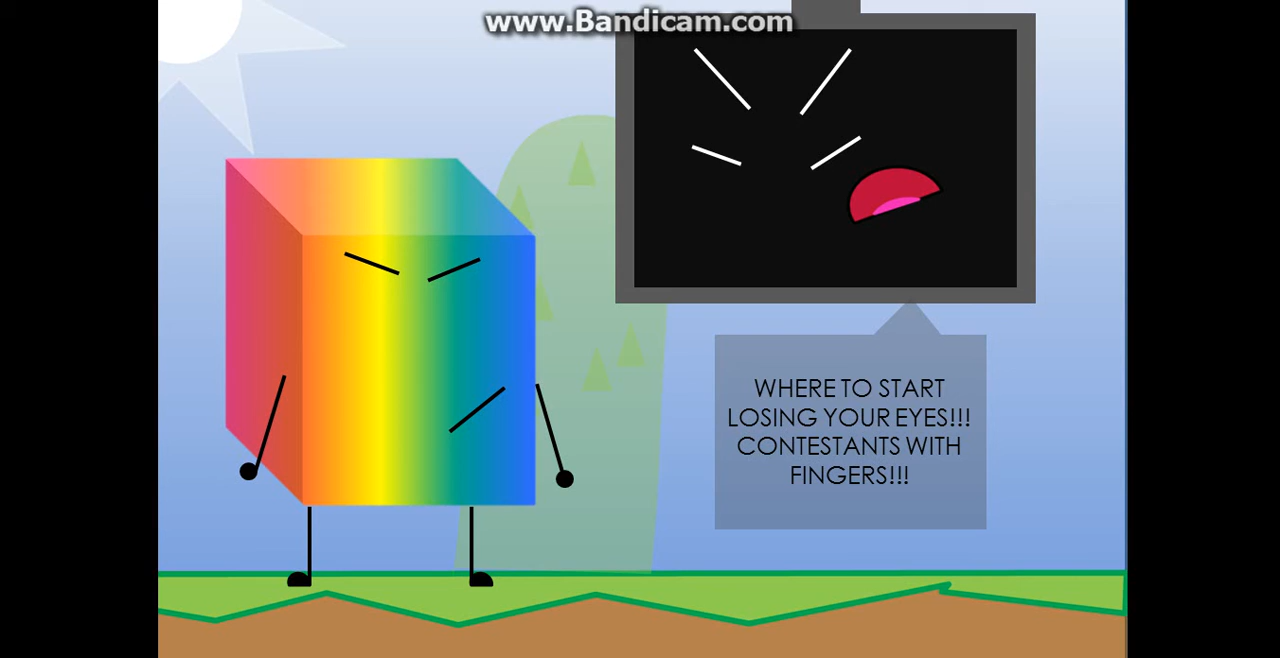 www.Bandicam.com
WHERE TO START
LOSING YOUR EYES!!!
CONTESTANTS WITH
FINGERS!!!